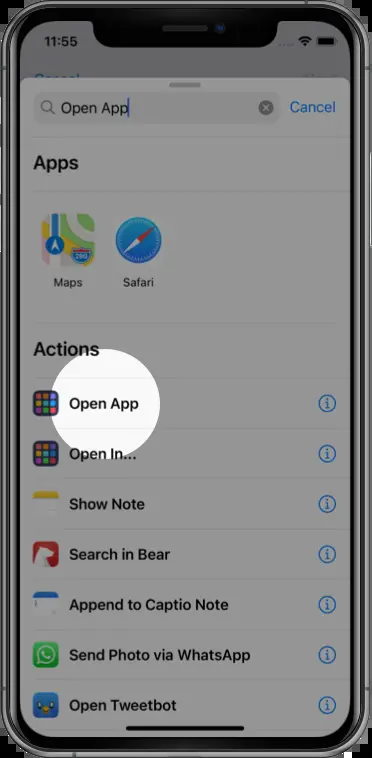 11:55
Cancel
Open App
Cancel
Apps
280
Maps
Safari
Actions
Open App
Open In...
Show Note
Search in Bear
Append to Captio Note
Send Photo via WhatsApp
Open Tweetbot